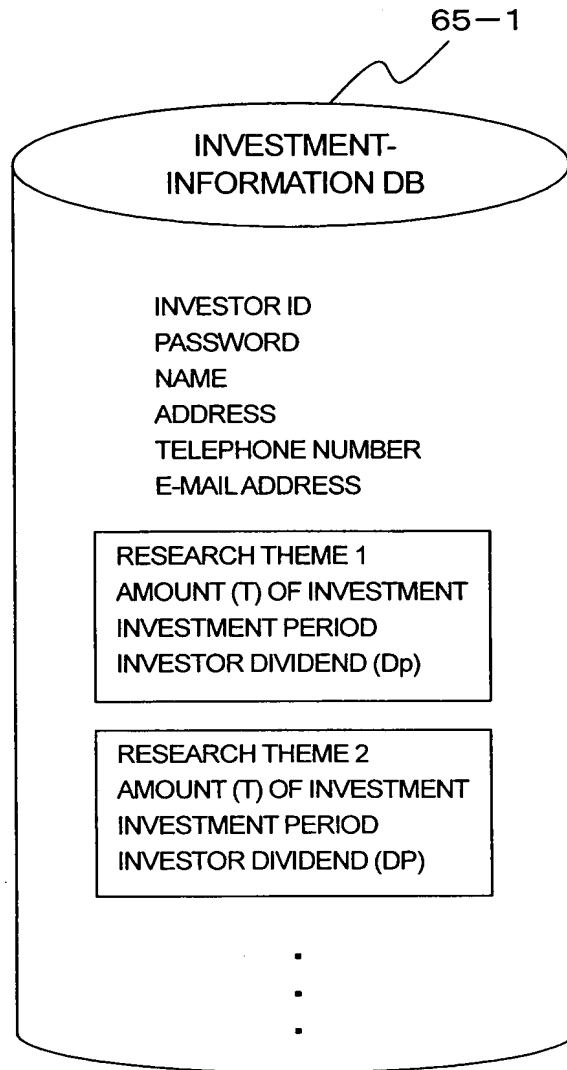 65-1
INVESTMENT-
INFORMATION DB
INVESTOR ID
PASSWORD
NAME
ADDRESS
TELEPHONE NUMBER
E-MAIL ADDRESS
RESEARCH THEME 1
AMOUNT (T) OF INVESTMENT
INVESTMENT PERIOD
INVESTOR DIVIDEND (Dp)
RESEARCH THEME 2
AMOUNT (T) OF INVESTMENT
INVESTMENT PERIOD
INVESTOR DIVIDEND (DP)